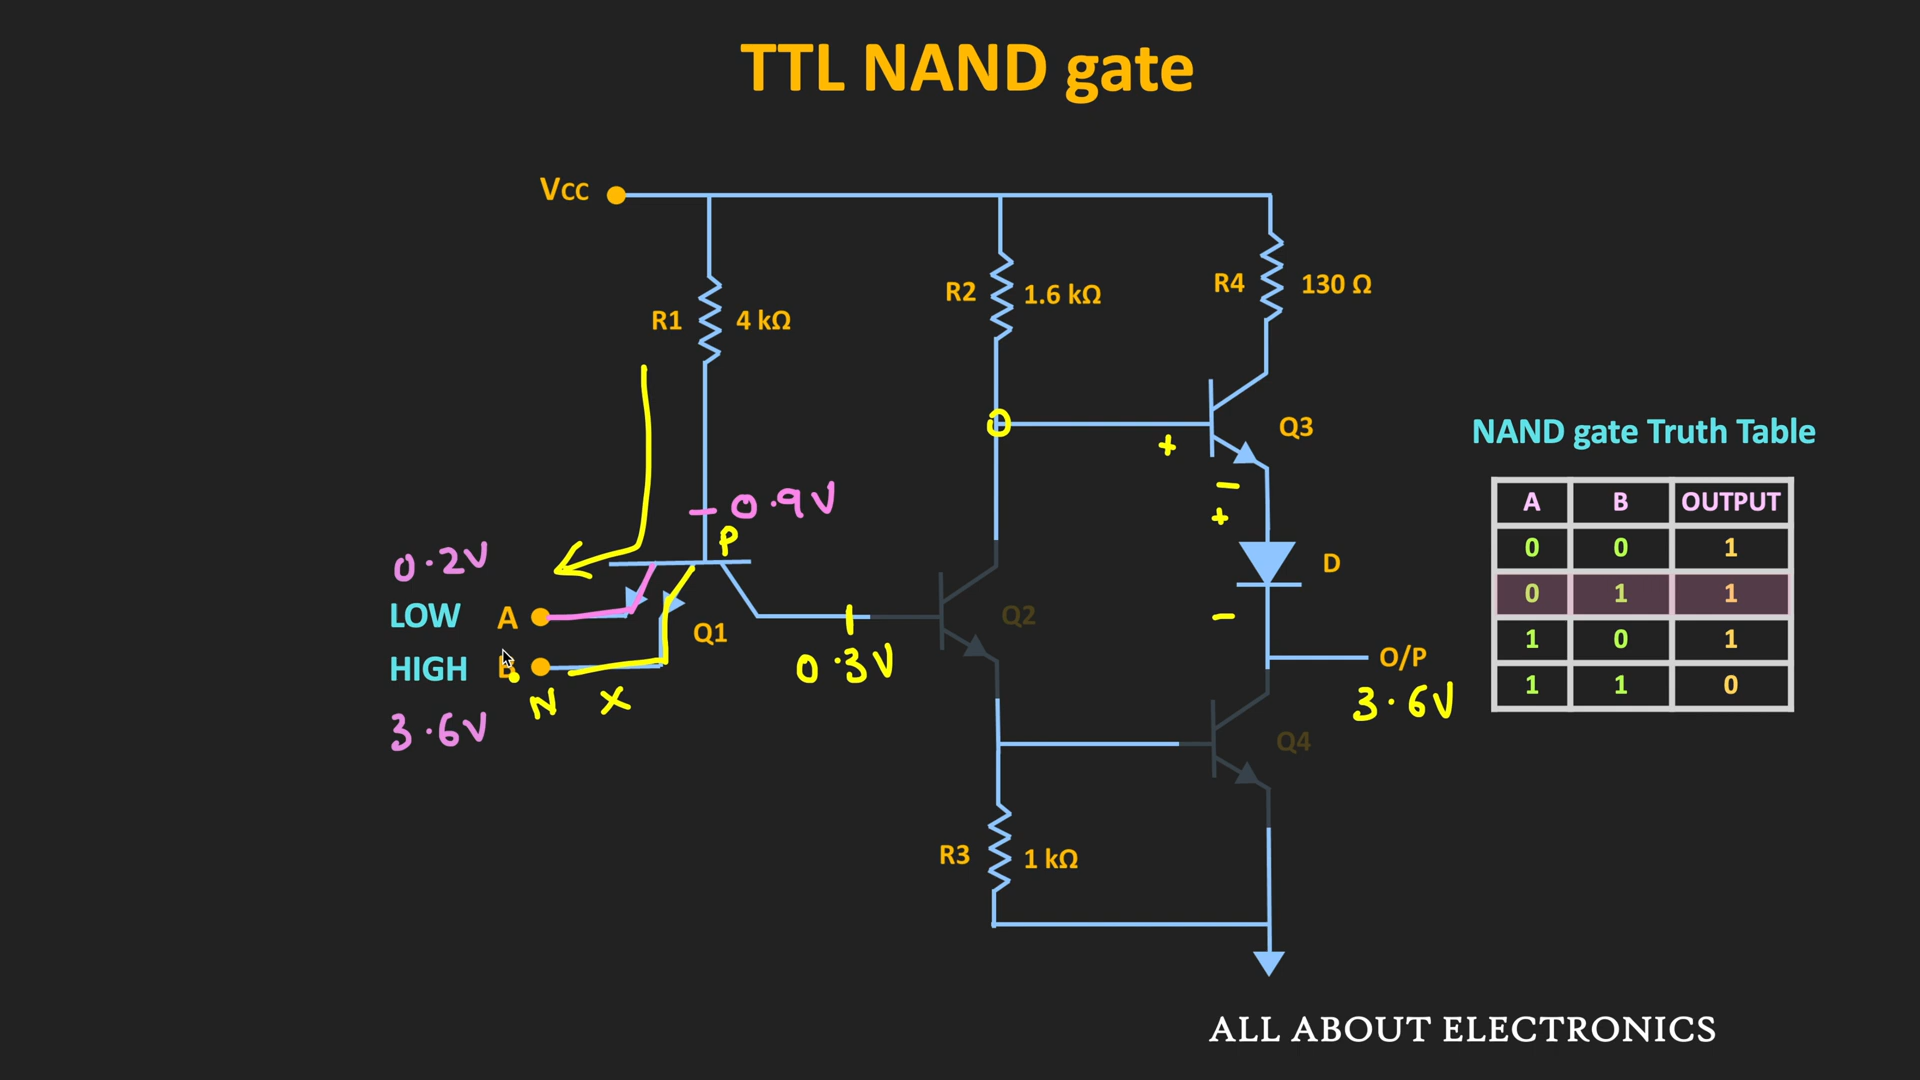 TTL NAND gate
Vcc
R1 4 kΩ
R2 1.6 kΩ
R4 130 Ω
Q3
0.9V
P
0.2V
LOW A
HIGH B
3.6V
N X
Q1
0.3V
Q2
+
-
+
D
-
O/P
3.6V
Q4
R3 1 kΩ
NAND gate Truth Table
A B OUTPUT
0 0 1
0 1 1
1 0 1
1 1 0
ALL ABOUT ELECTRONICS